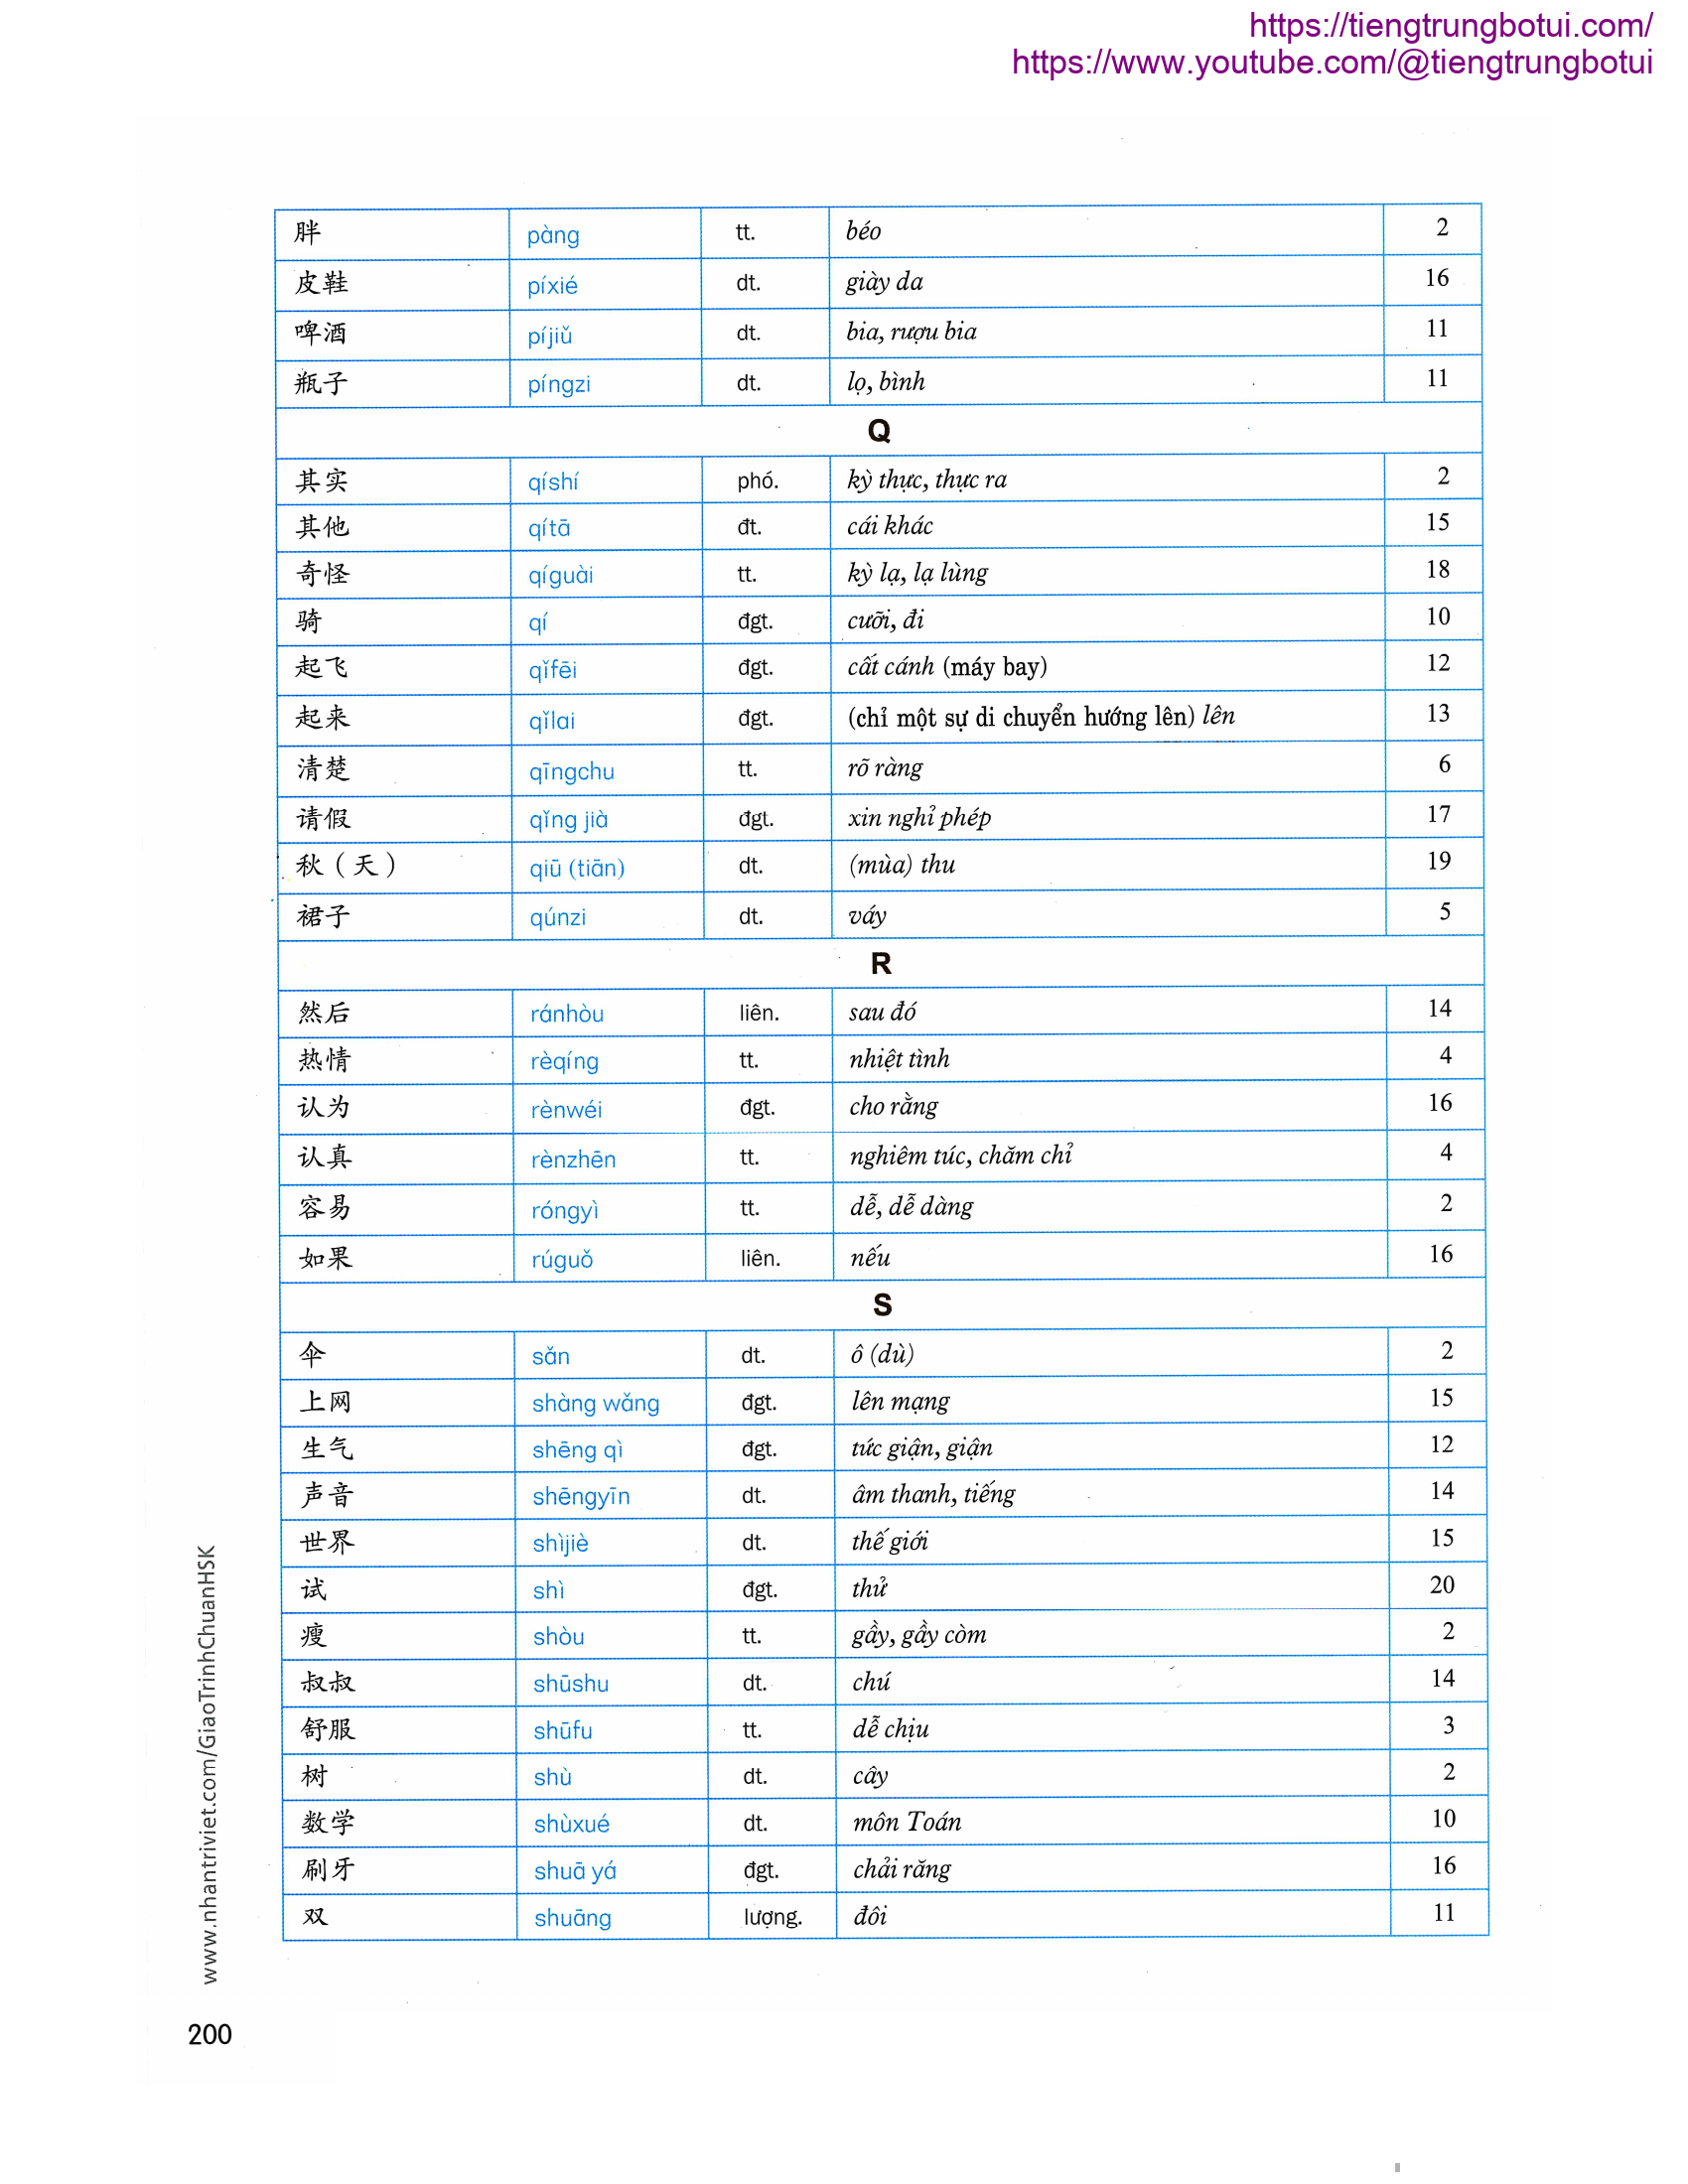 https://tiengtrungbotui.com/
https://www.youtube.com/@tiengtrungbotui
胖 pàng tt. béo 2
皮鞋 píxié dt. giày da 16
啤酒 píjiǔ dt. bia, rượu bia 11
瓶子 píngzi dt. lọ, bình 11
Q
其实 qíshí phó. kỳ thực, thực ra 2
其他 qítā đt. cái khác 15
奇怪 qíguài tt. kỳ lạ, lạ lùng 18
骑 qí đgt. cưỡi, đi 10
起飞 qǐfēi đgt. cất cánh (máy bay) 12
起来 qǐlai đgt. (chỉ một sự di chuyển hướng lên) lên 13
清楚 qīngchu tt. rõ ràng 6
请假 qǐng jià đgt. xin nghỉ phép 17
秋（天） qiū (tiān) dt. (mùa) thu 19
裙子 qúnzi dt. váy 5
R
然后 ránhòu liên. sau đó 14
热情 rèqíng tt. nhiệt tình 4
认为 rènwéi đgt. cho rằng 16
认真 rènzhēn tt. nghiêm túc, chăm chỉ 4
容易 róngyì tt. dễ, dễ dàng 2
如果 rúguǒ liên. nếu 16
S
伞 sǎn dt. ô (dù) 2
上网 shàng wǎng đgt. lên mạng 15
生气 shēng qì đgt. tức giận, giận 12
声音 shēngyīn dt. âm thanh, tiếng 14
世界 shìjiè dt. thế giới 15
试 shì đgt. thử 20
瘦 shòu tt. gầy, gầy còm 2
叔叔 shūshu dt. chú 14
舒服 shūfu tt. dễ chịu 3
树 shù dt. cây 2
数学 shùxué dt. môn Toán 10
刷牙 shuā yá đgt. chải răng 16
双 shuāng lượng. đôi 11
www.nhantriviet.com/GiaoTrinhChuanHSK
200